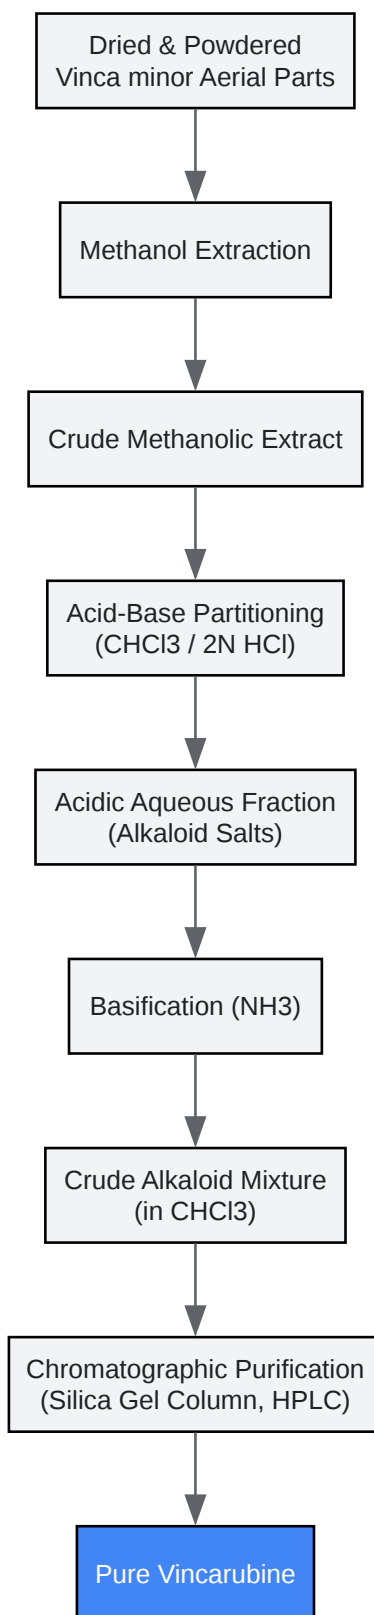 Dried & Powdered
Vinca minor Aerial Parts
Methanol Extraction
Crude Methanolic Extract
Acid-Base Partitioning
(CHCl3 / 2N HCl)
Acidic Aqueous Fraction
(Alkaloid Salts)
Basification (NH3)
Crude Alkaloid Mixture
(in CHCl3)
Chromatographic Purification
(Silica Gel Column, HPLC)
Pure Vincarubine